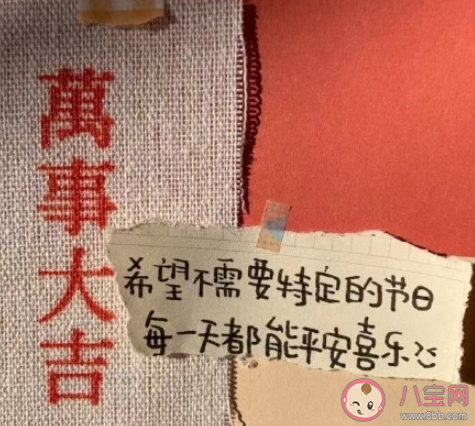 萬事大吉
希望不需要特定的节日
每一天都能平安喜乐
八宝网
www.8bb.com